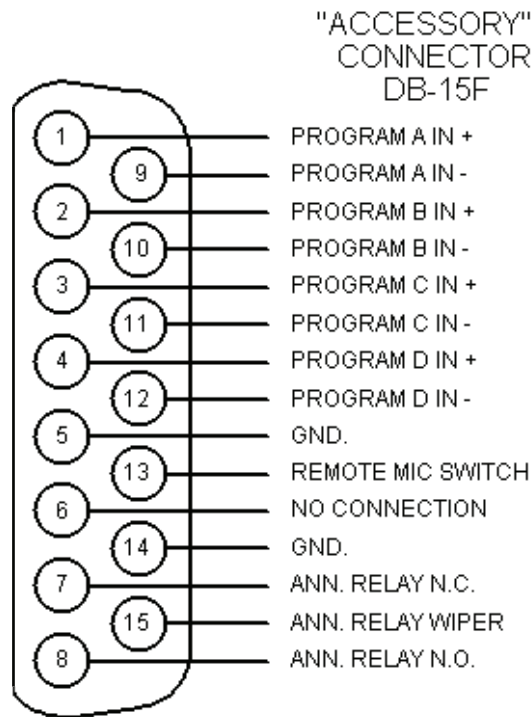 "ACCESSORY"
CONNECTOR
DB-15F
1 PROGRAM A IN +
9 PROGRAM A IN -
2 PROGRAM B IN +
10 PROGRAM B IN -
3 PROGRAM C IN +
11 PROGRAM C IN -
4 PROGRAM D IN +
12 PROGRAM D IN -
5 GND.
13 REMOTE MIC SWITCH
6 NO CONNECTION
14 GND.
7 ANN. RELAY N.C.
15 ANN. RELAY WIPER
8 ANN. RELAY N.O.